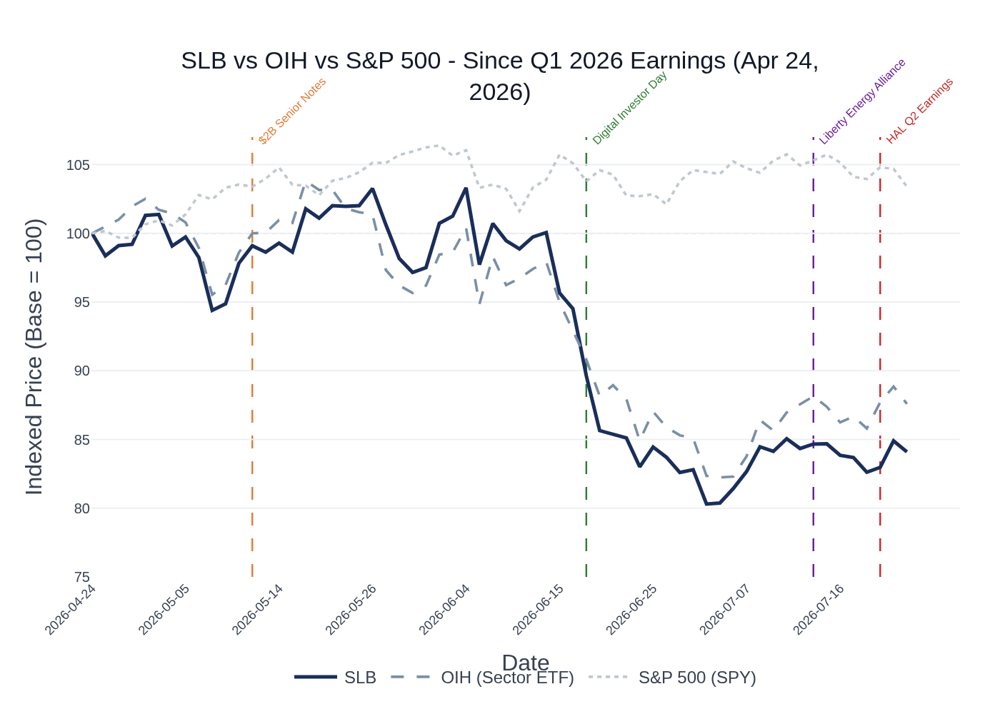 SLB vs OIH vs S&P 500 - Since Q1 2026 Earnings (Apr 24,
2026)
$2B Senior Notes
Digital Investor Day
Liberty Energy Alliance
HAL Q2 Earnings
Indexed Price (Base = 100)
105
100
95
90
85
80
75
2026-04-24
2026-05-05
2026-05-14
2026-05-26
2026-06-04
2026-06-15
2026-06-25
2026-07-07
2026-07-16
Date
SLB
OIH (Sector ETF)
S&P 500 (SPY)